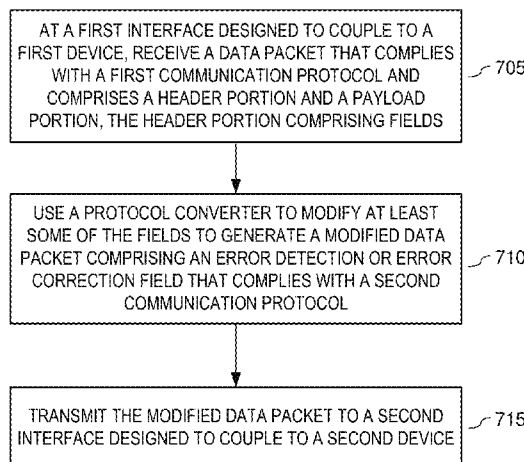 AT A FIRST INTERFACE DESIGNED TO COUPLE TO A
FIRST DEVICE, RECEIVE A DATA PACKET THAT COMPLIES
WITH A FIRST COMMUNICATION PROTOCOL AND
COMPRISES A HEADER PORTION AND A PAYLOAD
PORTION, THE HEADER PORTION COMPRISING FIELDS
705
USE A PROTOCOL CONVERTER TO MODIFY AT LEAST
SOME OF THE FIELDS TO GENERATE A MODIFIED DATA
PACKET COMPRISING AN ERROR DETECTION OR ERROR
CORRECTION FIELD THAT COMPLIES WITH A SECOND
COMMUNICATION PROTOCOL
710
TRANSMIT THE MODIFIED DATA PACKET TO A SECOND
INTERFACE DESIGNED TO COUPLE TO A SECOND DEVICE
715